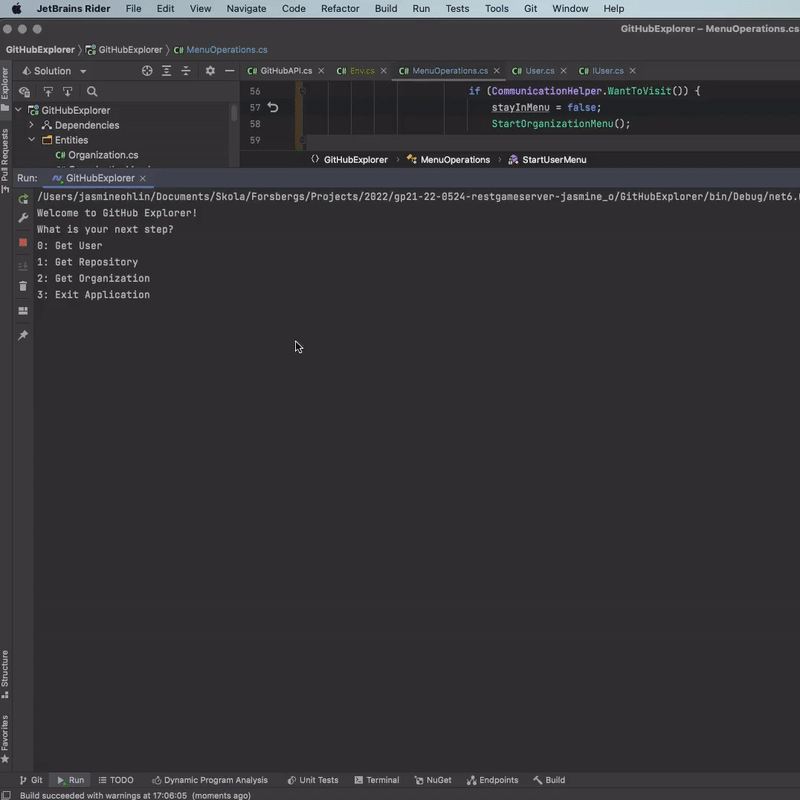 JetBrains Rider File Edit View Navigate Code Refactor Build Run Tests Tools Git Window Help
GitHubExplorer – MenuOperations.cs
GitHubExplorer GitHubExplorer C# MenuOperations.cs
Explorer
Pull Requests
Structure
Favorites
Solution
C# GitHubAPI.cs C# Env.cs C# MenuOperations.cs C# User.cs C# IUser.cs
GitHubExplorer
Dependencies
Entities
C# Organization.cs
56 if (CommunicationHelper.WantToVisit()) {
57 stayInMenu = false;
58 StartOrganizationMenu();
59
GitHubExplorer MenuOperations StartUserMenu
Run: GitHubExplorer
/Users/jasmineohlin/Documents/Skola/Forsbergs/Projects/2022/gp21-22-0524-restgameserver-jasmine_o/GitHubExplorer/bin/Debug/net6.
Welcome to GitHub Explorer!
What is your next step?
0: Get User
1: Get Repository
2: Get Organization
3: Exit Application
Git Run TODO Dynamic Program Analysis Unit Tests Terminal NuGet Endpoints Build
Build succeeded with warnings at 17:06:05 (moments ago)